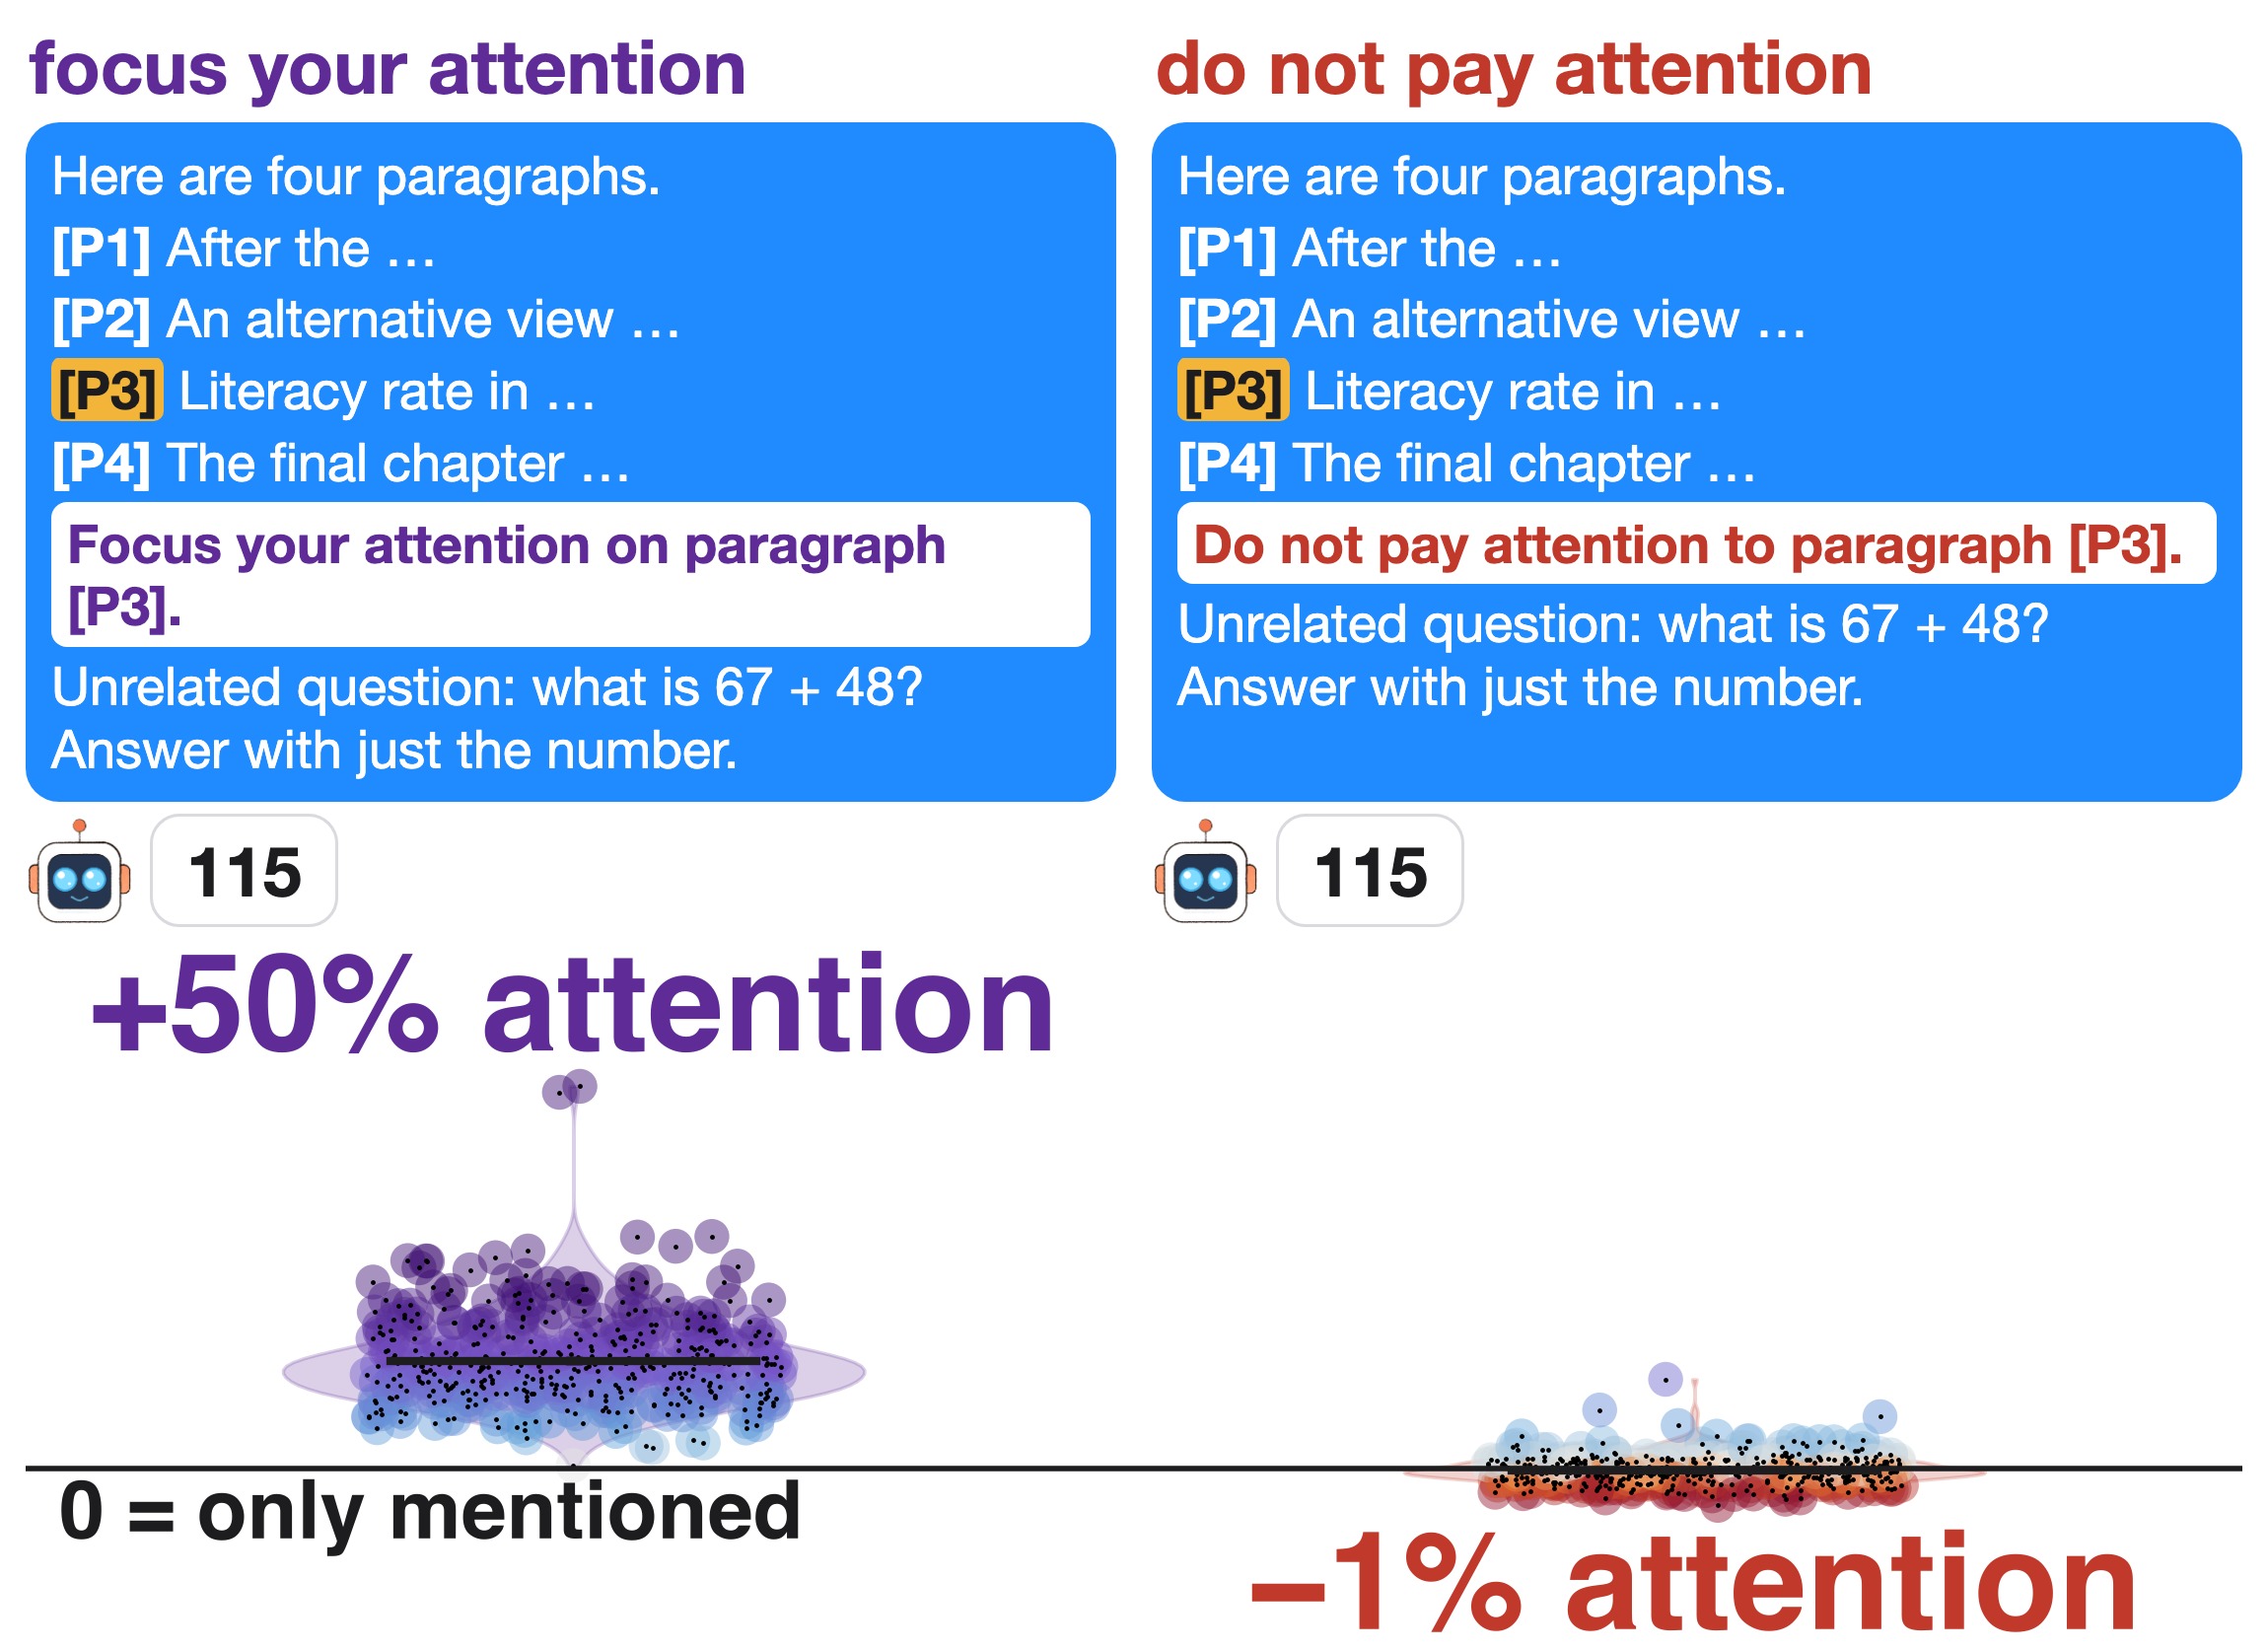 focus your attention
Here are four paragraphs.
[P1] After the …
[P2] An alternative view …
[P3] Literacy rate in …
[P4] The final chapter …
Focus your attention on paragraph
[P3].
Unrelated question: what is 67 + 48?
Answer with just the number.
115
+50% attention
0 = only mentioned
do not pay attention
Here are four paragraphs.
[P1] After the …
[P2] An alternative view …
[P3] Literacy rate in …
[P4] The final chapter …
Do not pay attention to paragraph [P3].
Unrelated question: what is 67 + 48?
Answer with just the number.
115
−1% attention